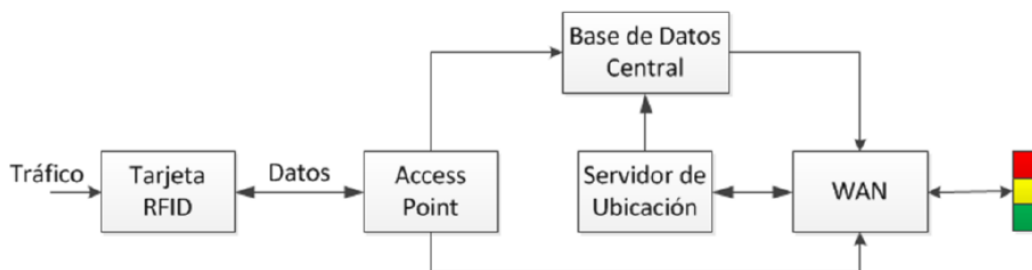 Base de Datos
Central
Tráfico
Tarjeta
RFID
Datos
Access
Point
Servidor de
Ubicación
WAN